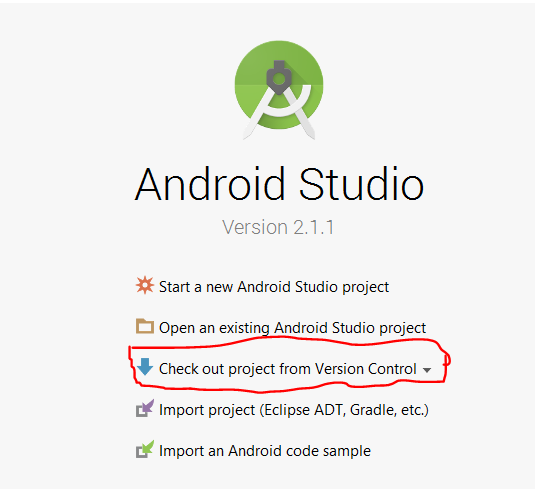 Android Studio
Version 2.1.1
Start a new Android Studio project
Open an existing Android Studio project
Check out project from Version Control
Import project (Eclipse ADT, Gradle, etc.)
Import an Android code sample